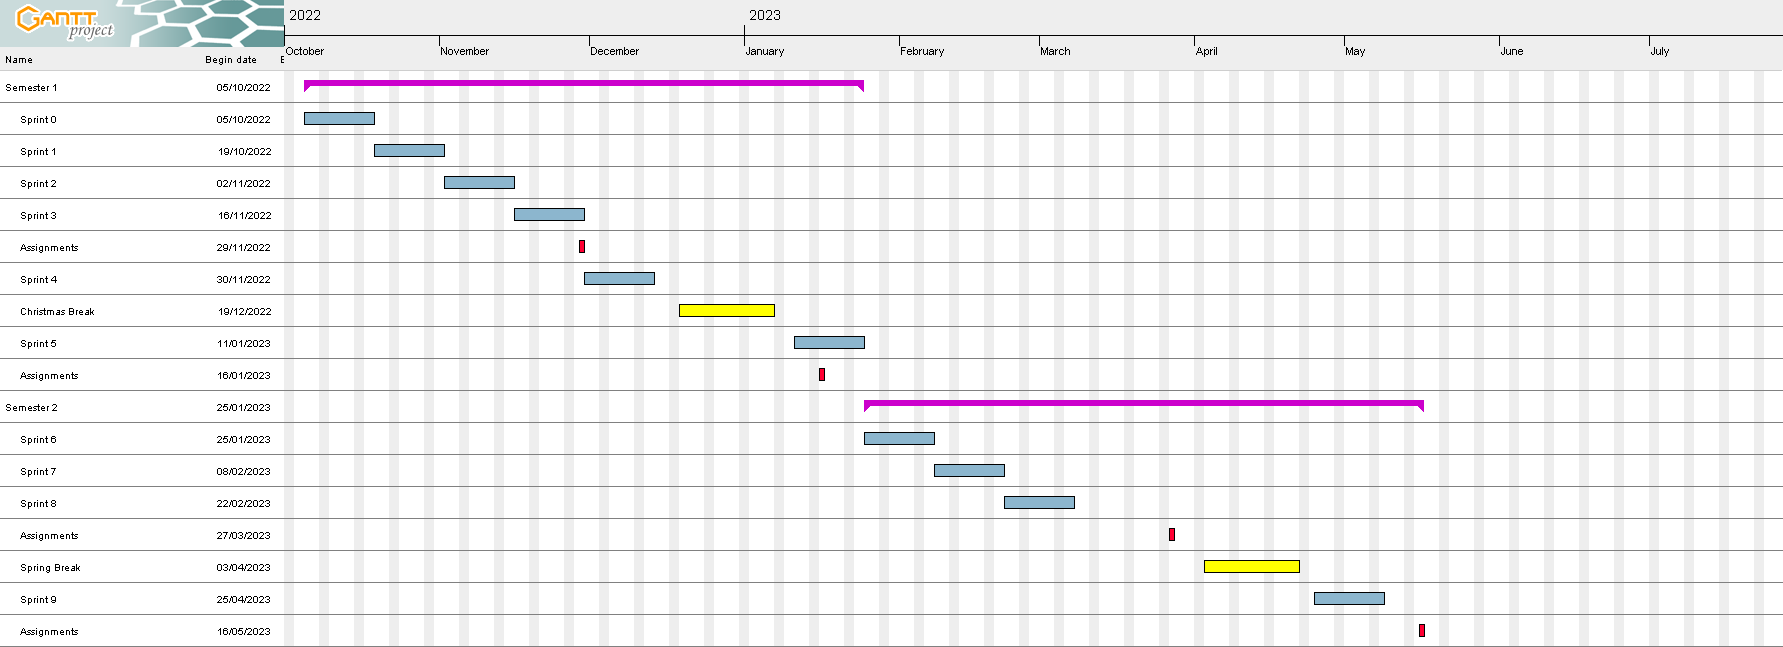 GANTT
project
2022
2023
October
November
December
January
February
March
April
May
June
July
Name Begin date E
Semester 1 05/10/2022
Sprint 0 05/10/2022
Sprint 1 19/10/2022
Sprint 2 02/11/2022
Sprint 3 16/11/2022
Assignments 29/11/2022
Sprint 4 30/11/2022
Christmas Break 19/12/2022
Sprint 5 11/01/2023
Assignments 16/01/2023
Semester 2 25/01/2023
Sprint 6 25/01/2023
Sprint 7 08/02/2023
Sprint 8 22/02/2023
Assignments 27/03/2023
Spring Break 03/04/2023
Sprint 9 25/04/2023
Assignments 16/05/2023